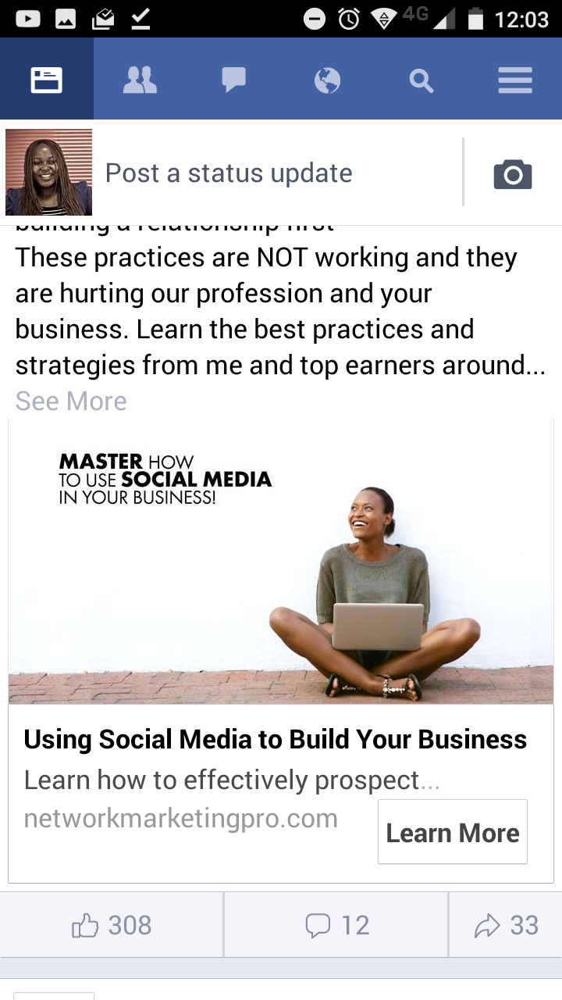 4G 12:03
Post a status update
building a relationship first
These practices are NOT working and they
are hurting our profession and your
business. Learn the best practices and
strategies from me and top earners around...
See More
MASTER HOW
TO USE SOCIAL MEDIA
IN YOUR BUSINESS!
Using Social Media to Build Your Business
Learn how to effectively prospect...
networkmarketingpro.com
Learn More
308 12 33